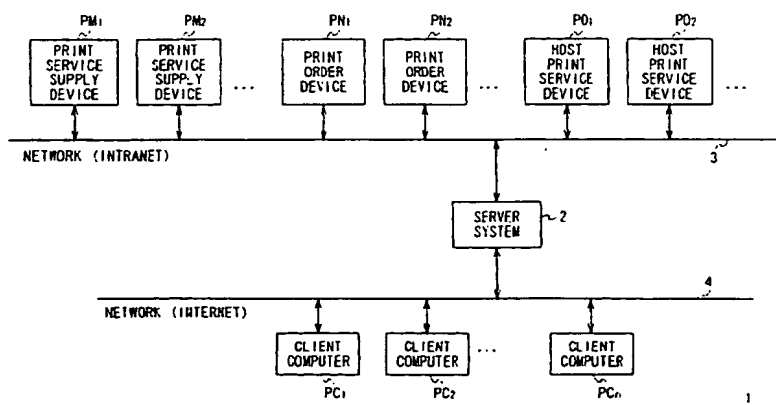 PM1 PM2 PN1 PN2 PO1 PO2
PRINT SERVICE SUPPLY DEVICE
PRINT SERVICE SUPPLY DEVICE
...
PRINT ORDER DEVICE
PRINT ORDER DEVICE
...
HOST PRINT SERVICE DEVICE
HOST PRINT SERVICE DEVICE
...
NETWORK (INTRANET)
3
SERVER SYSTEM
2
4
NETWORK (INTERNET)
CLIENT COMPUTER
CLIENT COMPUTER
...
CLIENT COMPUTER
PC1 PC2 PCn
1